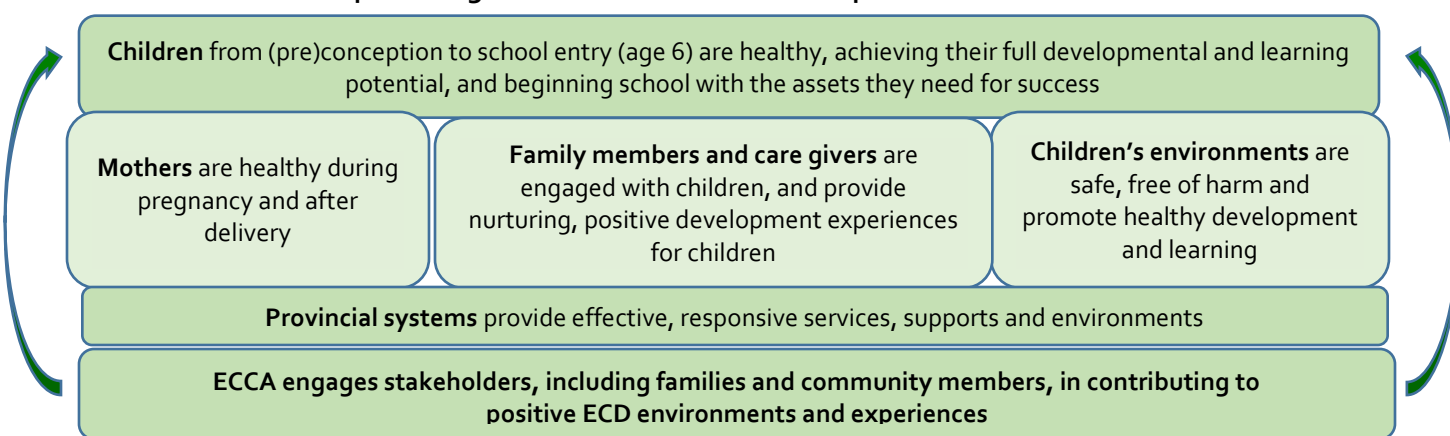 Children from (pre)conception to school entry (age 6) are healthy, achieving their full developmental and learning
potential, and beginning school with the assets they need for success
Mothers are healthy during
pregnancy and after
delivery
Family members and care givers are
engaged with children, and provide
nurturing, positive development experiences
for children
Children's environments are
safe, free of harm and
promote healthy development
and learning
Provincial systems provide effective, responsive services, supports and environments
ECCA engages stakeholders, including families and community members, in contributing to
positive ECD environments and experiences